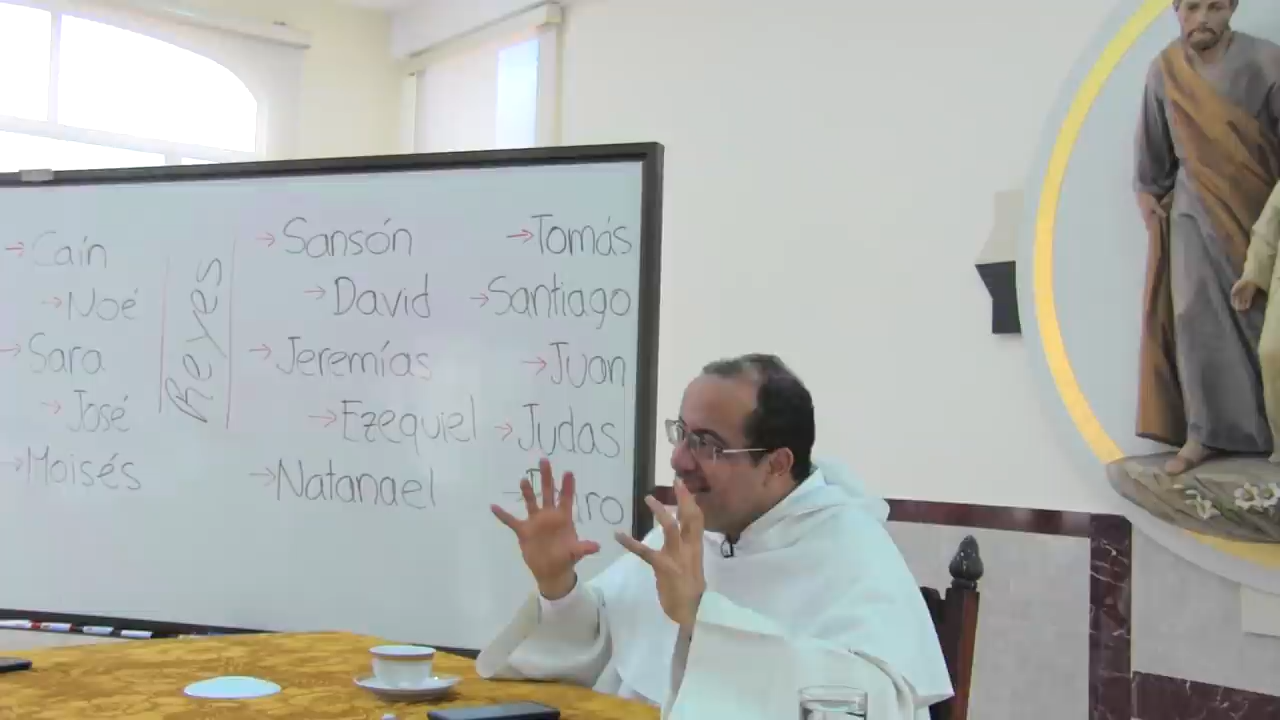 →Caín
→Noé
→Sara
→José
→Moisés
Reyes
→Sansón
→David
→Jeremías
→Ezequiel
→Natanael
→Tomás
→Santiago
→Juan
→Judas